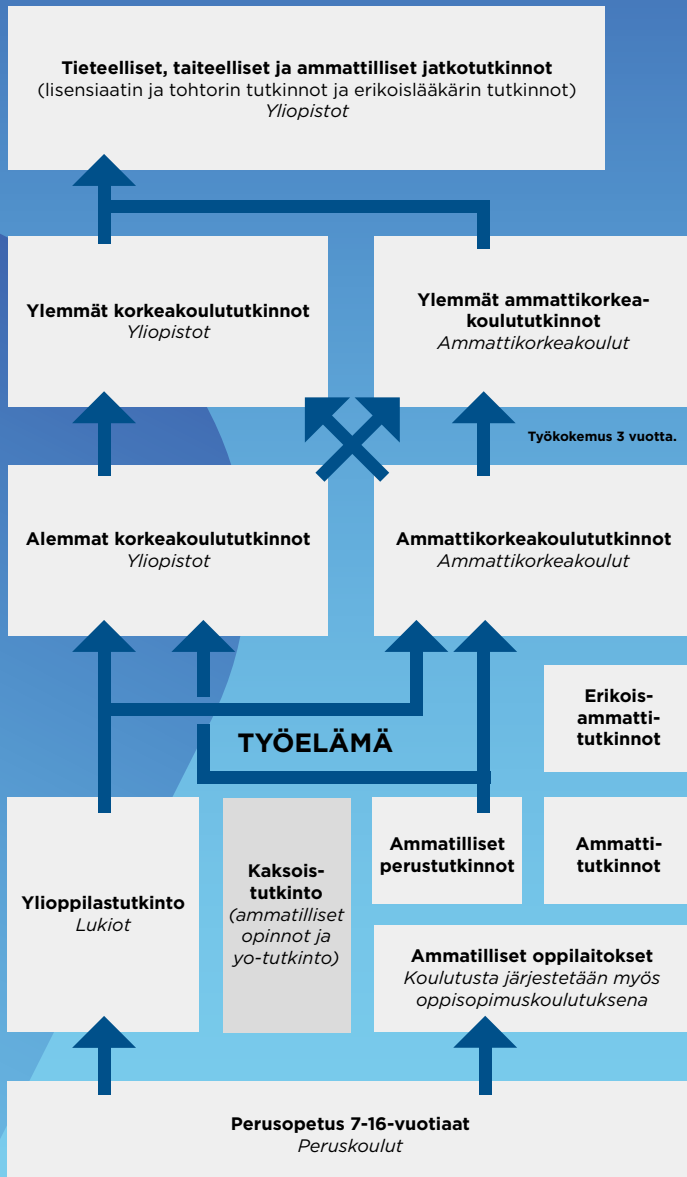 Tieteelliset, taiteelliset ja ammattilliset jatkotutkinnot
(lisensiaatin ja tohtorin tutkinnot ja erikoislääkärin tutkinnot)
Yliopistot
Ylemmät korkeakoulututkinnot
Yliopistot
Ylemmät ammattikorkea-
koulututkinnot
Ammattikorkeakoulut
Työkokemus 3 vuotta.
Alemmat korkeakoulututkinnot
Yliopistot
Ammattikorkeakoulututkinnot
Ammattikorkeakoulut
Erikois-
ammatti-
tutkinnot
TYÖELÄMÄ
Ylioppilastutkinto
Lukiot
Kaksois-
tutkinto
(ammatilliset
opinnot ja
yo-tutkinto)
Ammatilliset
perustutkinnot
Ammatti-
tutkinnot
Ammatilliset oppilaitokset
Koulutusta järjestetään myös
oppisopimuskoulutuksena
Perusopetus 7-16-vuotiaat
Peruskoulut